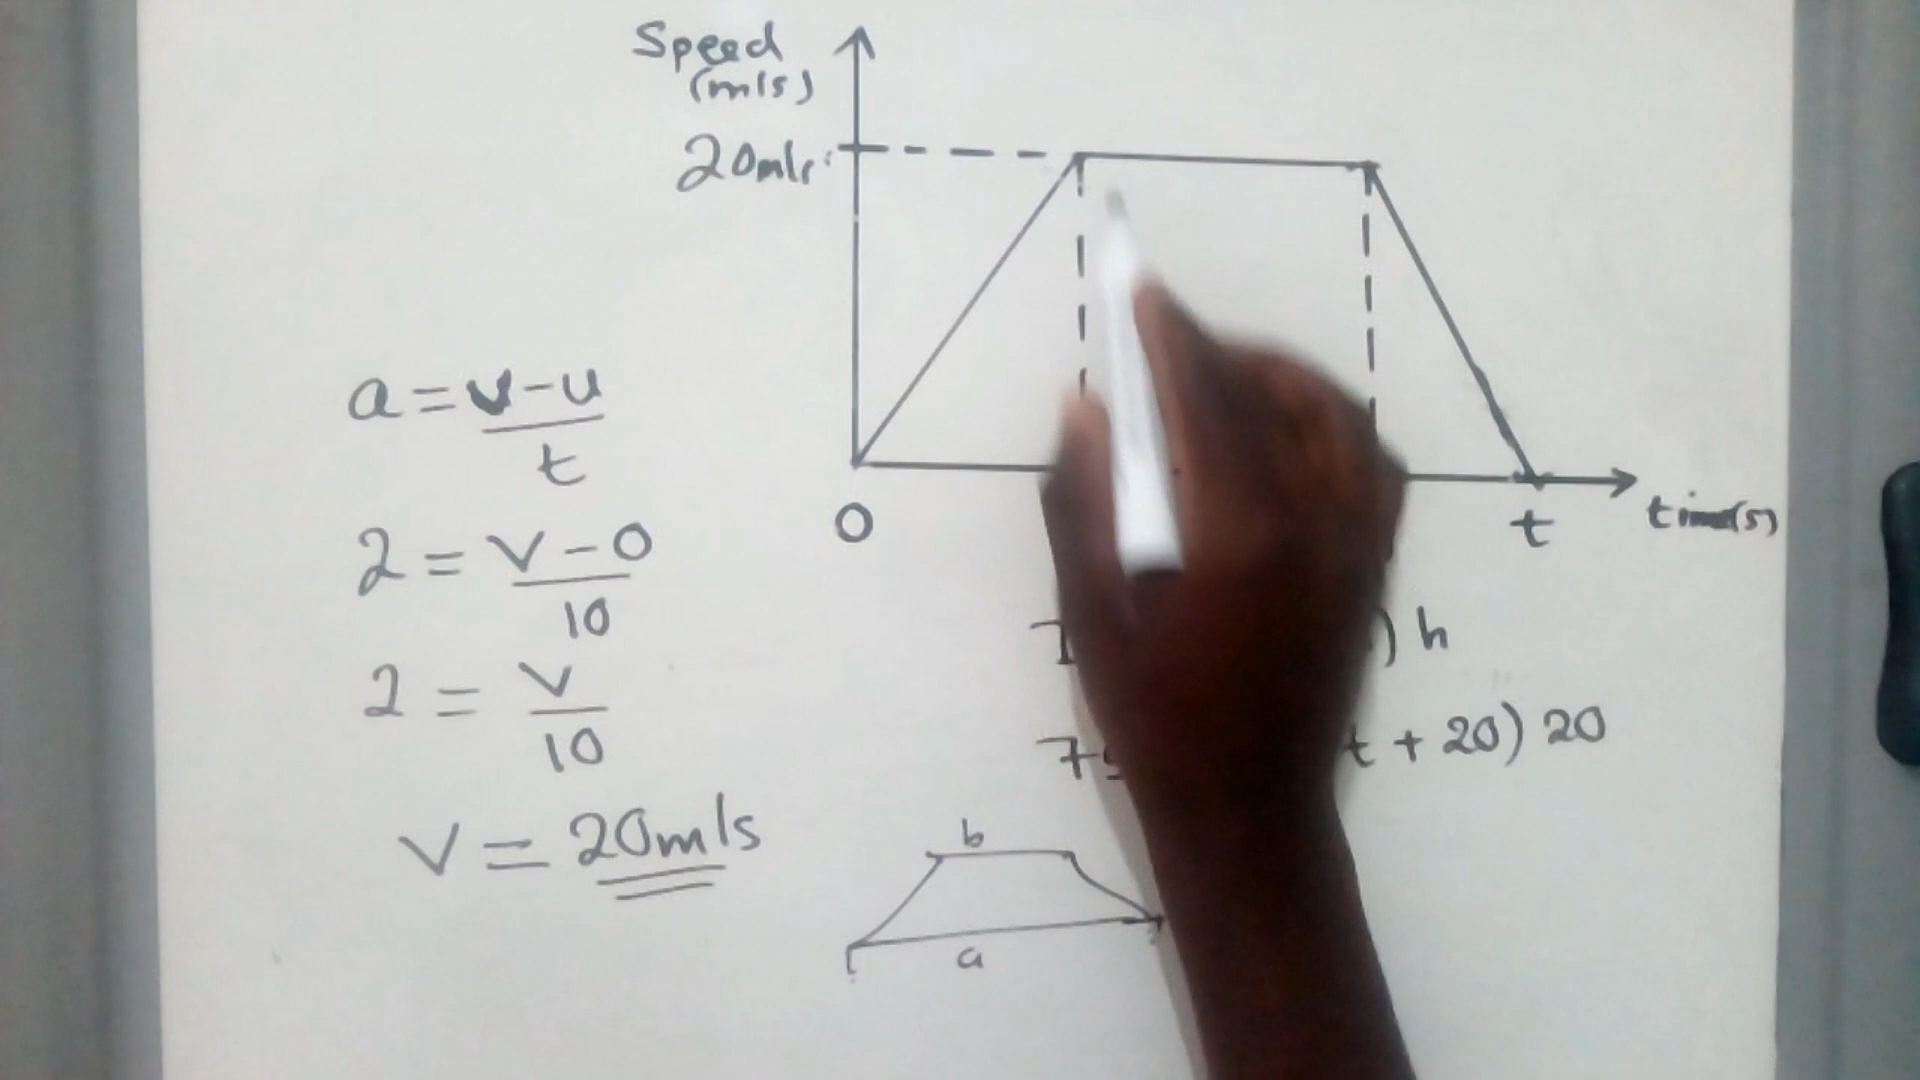 Speed
(m/s)
20m/s
0
t
time(s)
a = v-u
t
2 = v-0
10
2 = v
10
v = 20m/s
) h
t + 20) 20
b
a